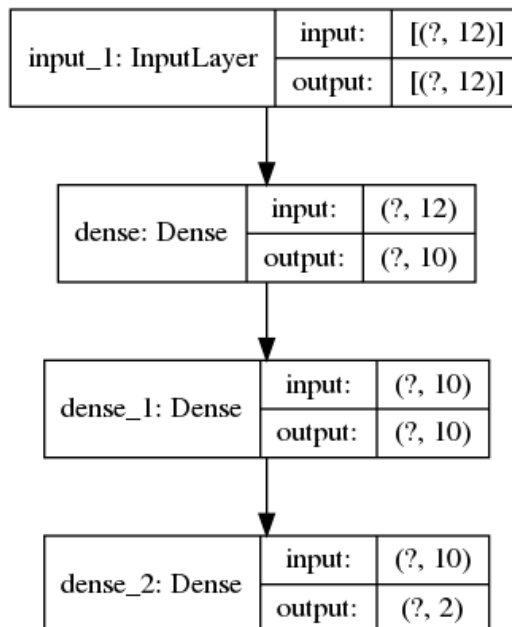 input_1: InputLayer
input: [(?, 12)]
output: [(?, 12)]
dense: Dense
input: (?, 12)
output: (?, 10)
dense_1: Dense
input: (?, 10)
output: (?, 10)
dense_2: Dense
input: (?, 10)
output: (?, 2)